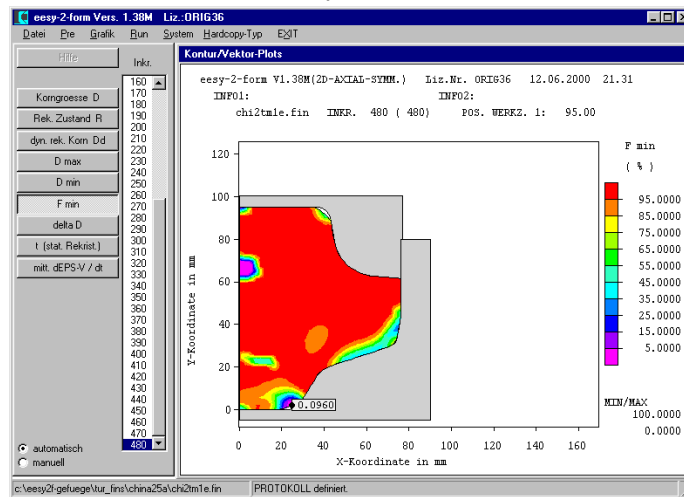 eesy-2-form Vers. 1.38M Liz.:ORIG36
Datei Pre Grafik Run System Hardcopy-Typ EXIT
Hilfe
Inkr.
Korngroesse D
Rek. Zustand R
dyn. rek. Korn Dd
D max
D min
F min
delta D
t (stat. Rekrist.)
mitt. dEPS-V / dt
160
170
180
190
200
210
220
230
240
250
260
270
280
290
300
310
320
330
340
350
360
370
380
390
400
410
420
430
440
450
460
470
480
automatisch
manuell
Kontur/Vektor-Plots
eesy-2-form V1.38M(2D-AXIAL-SYMM.) Liz.Nr. ORIG36 12.06.2000 21.31
INFO1: INFO2:
chi2tm1e.fin INKR. 480 ( 480) POS. WERKZ. 1: 95.00
F min
( % )
95.0000
85.0000
75.0000
65.0000
55.0000
45.0000
35.0000
25.0000
15.0000
5.0000
MIN/MAX
100.0000
0.0000
Y-Koordinate in mm
120
100
80
60
40
20
0
0.0960
0 20 40 60 80 100 120 140 160
X-Koordinate in mm
c:\eesy2f-gefuege\tur_fins\china25a\chi2tm1e.fin PROTOKOLL definiert.